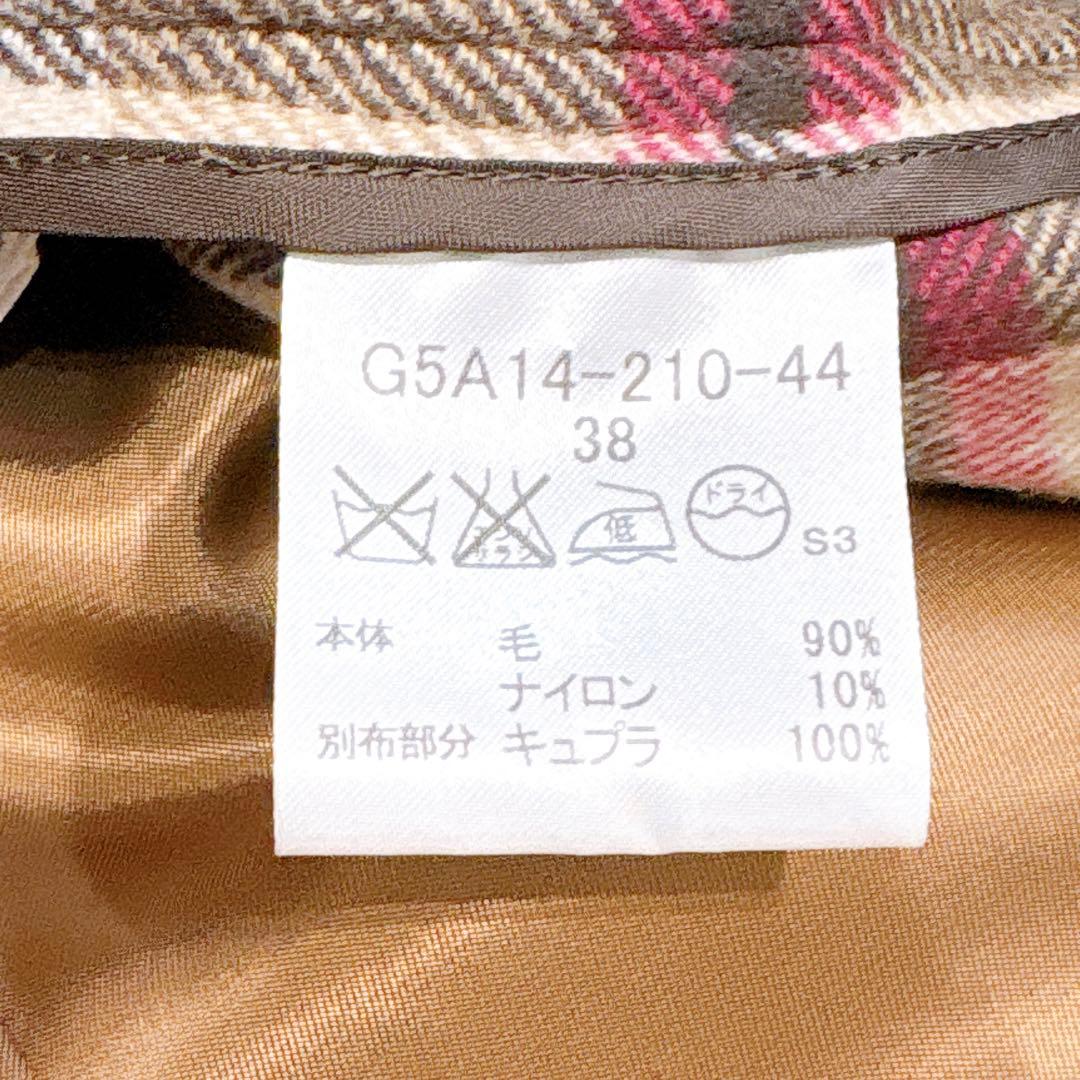 G5A14-210-44
38
低 ドライ S3
本体 毛 90%
ナイロン 10%
別布部分 キュプラ 100%